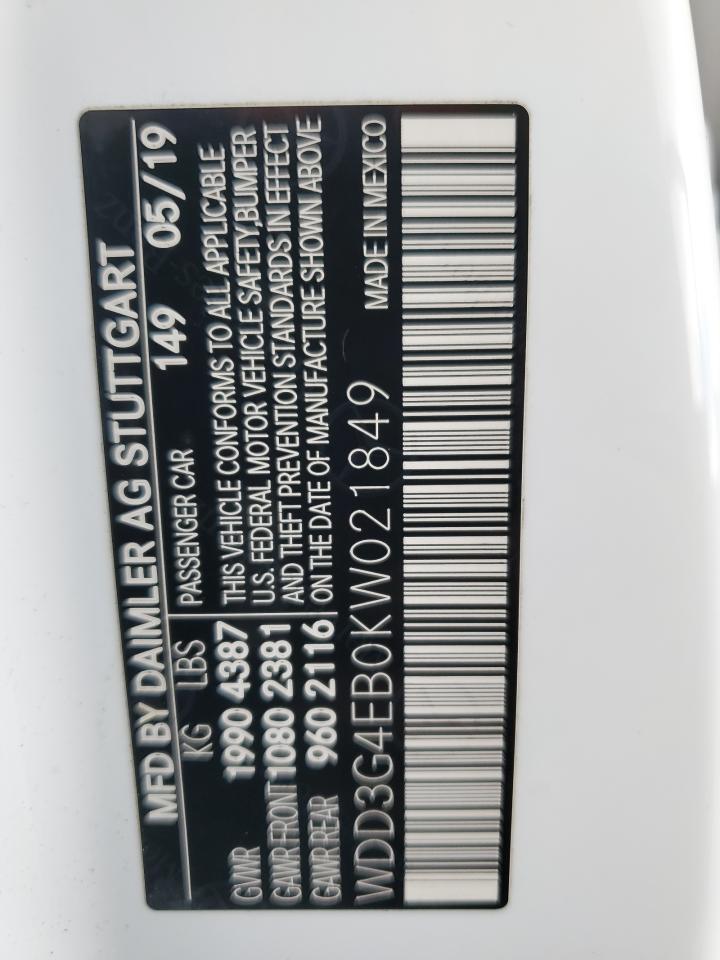 MFD BY DAIMLER AG STUTTGART
KG LBS 149 05/19
GVWR 1990 4387
GAWR FRONT 1080 2381
GAWR REAR 960 2116
PASSENGER CAR
THIS VEHICLE CONFORMS TO ALL APPLICABLE
U.S. FEDERAL MOTOR VEHICLE SAFETY,BUMPER
AND THEFT PREVENTION STANDARDS IN EFFECT
ON THE DATE OF MANUFACTURE SHOWN ABOVE
WDD3G4EB0KW021849
MADE IN MEXICO